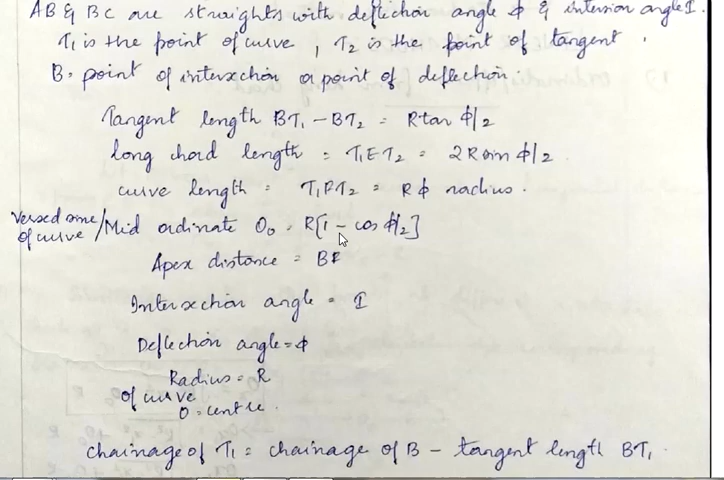 AB & BC are straights with deflection angle ϕ & intersion angle I.
T₁ is the point of curve, T₂ is the point of tangent.
B. point of intersection or point of deflection
Tangent length BT₁ - BT₂ = R tan ϕ/2
long chord length = T₁ET₂ = 2R sin ϕ/2.
curve length = T₁FT₂ = Rϕ radius.
Versed sine/Mid ordinate O₀ = R[1 - cos ϕ/2]
of curve
Apex distance = BF
Intersection angle = I
Deflection angle = ϕ
Radius = R
of curve
O = centre.
chainage of T₁ = chainage of B - tangent length BT₁.